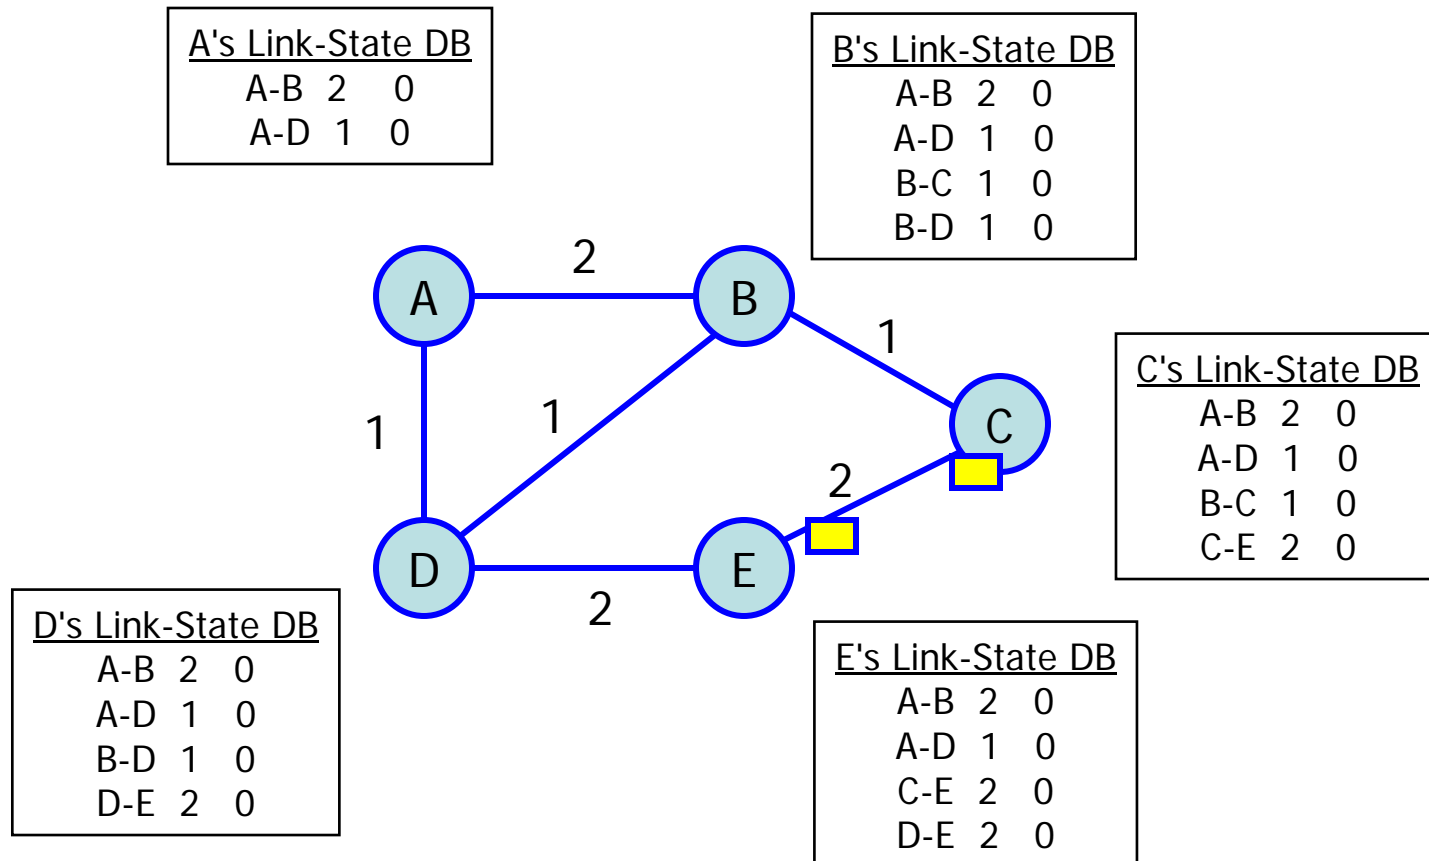 A's Link-State DB
A-B 2 0
A-D 1 0
B's Link-State DB
A-B 2 0
A-D 1 0
B-C 1 0
B-D 1 0
2
A
B
1
C's Link-State DB
A-B 2 0
A-D 1 0
B-C 1 0
C-E 2 0
1
1
C
2
D
E
2
D's Link-State DB
A-B 2 0
A-D 1 0
B-D 1 0
D-E 2 0
E's Link-State DB
A-B 2 0
A-D 1 0
C-E 2 0
D-E 2 0